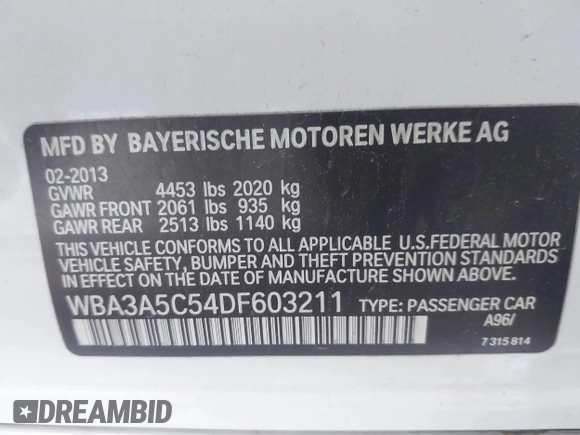 MFD BY BAYERISCHE MOTOREN WERKE AG
02-2013
GVWR 4453 lbs 2020 kg
GAWR FRONT 2061 lbs 935 kg
GAWR REAR 2513 lbs 1140 kg
THIS VEHICLE CONFORMS TO ALL APPLICABLE U.S.FEDERAL MOTOR
VEHICLE SAFETY, BUMPER AND THEFT PREVENTION STANDARDS
IN EFFECT ON THE DATE OF MANUFACTURE SHOWN ABOVE.
WBA3A5C54DF603211 TYPE: PASSENGER CAR
A96/
7 315 814
DREAMBID